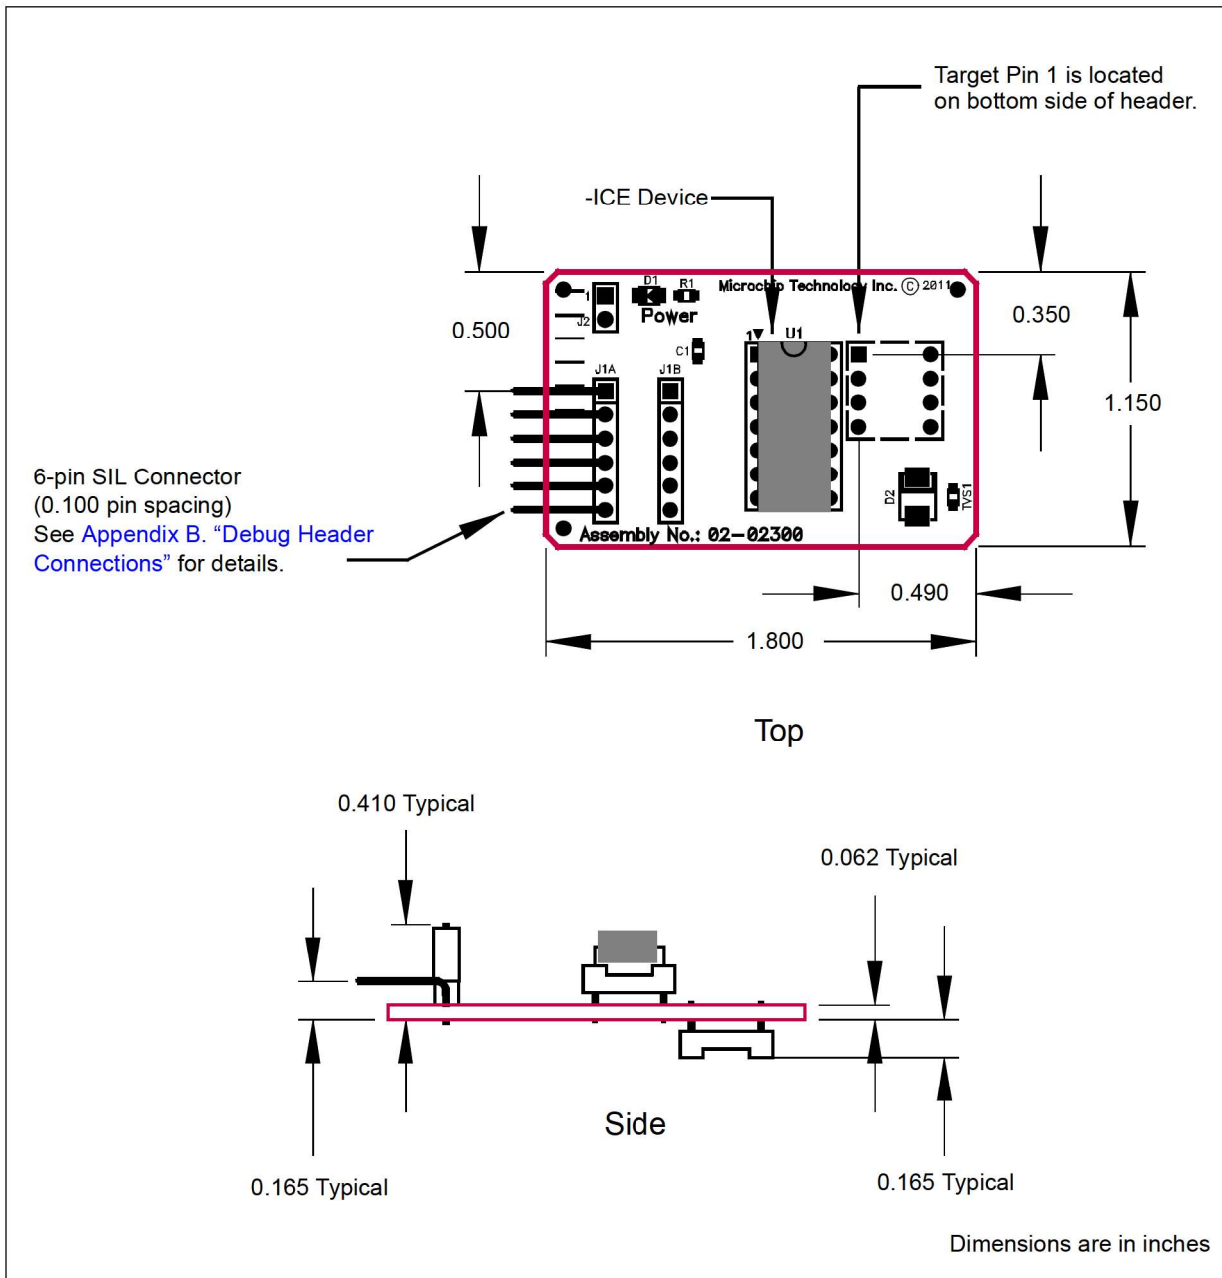 Target Pin 1 is located
on bottom side of header.
-ICE Device
D1
R1
Microchip Technology Inc. © 2011
1
J2
Power
0.500
0.350
1
U1
C1
J1A
J1B
1.150
6-pin SIL Connector
(0.100 pin spacing)
See Appendix B. “Debug Header
Connections” for details.
D2
TVS1
Assembly No.: 02-02300
0.490
1.800
Top
0.410 Typical
0.062 Typical
Side
0.165 Typical
0.165 Typical
Dimensions are in inches